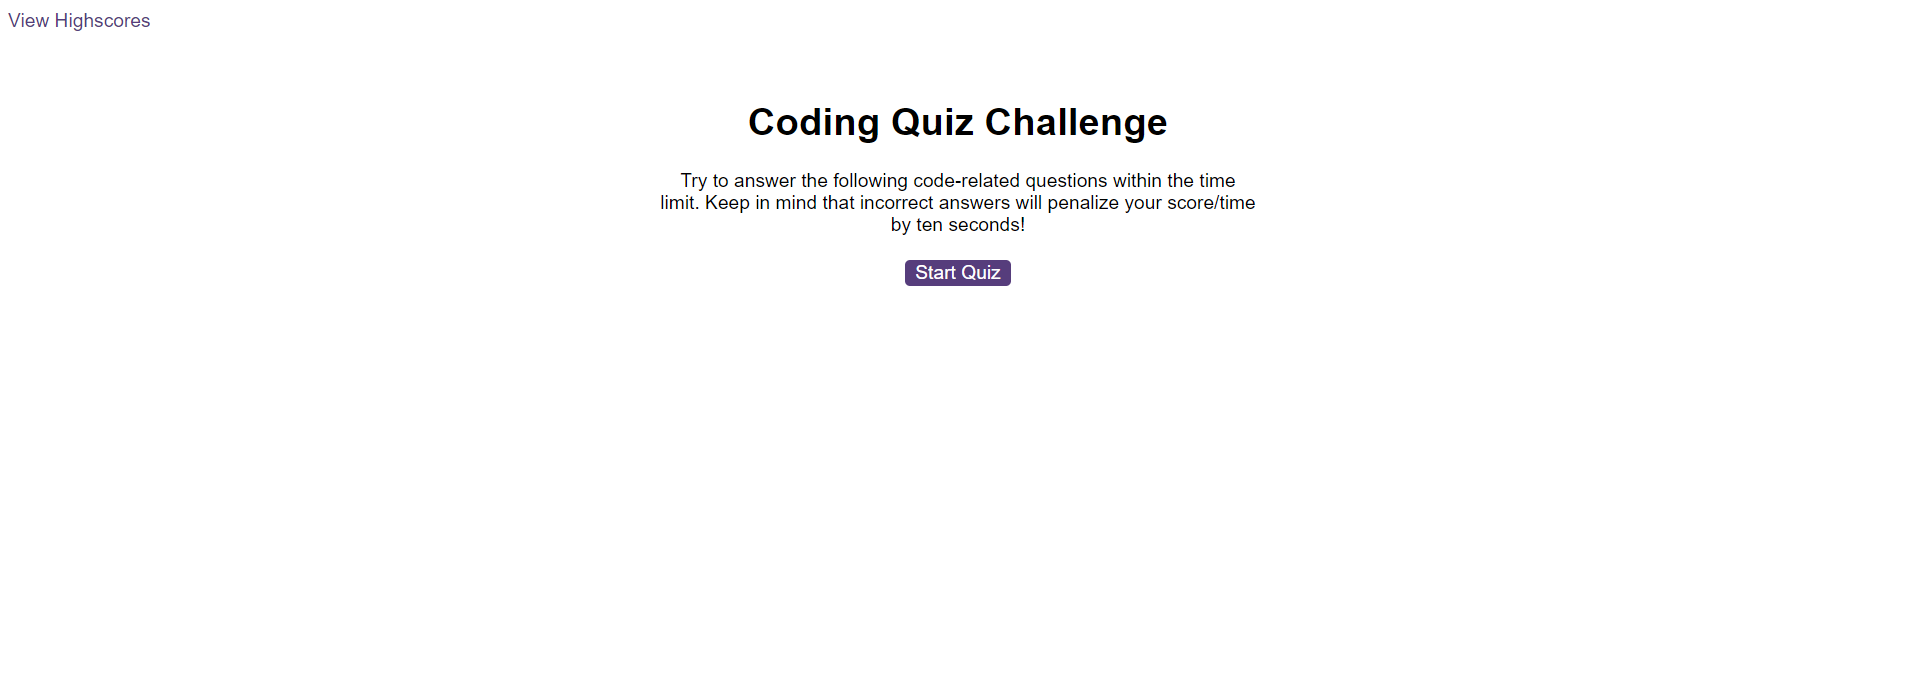 View Highscores
Coding Quiz Challenge
Try to answer the following code-related questions within the time
limit. Keep in mind that incorrect answers will penalize your score/time
by ten seconds!
Start Quiz